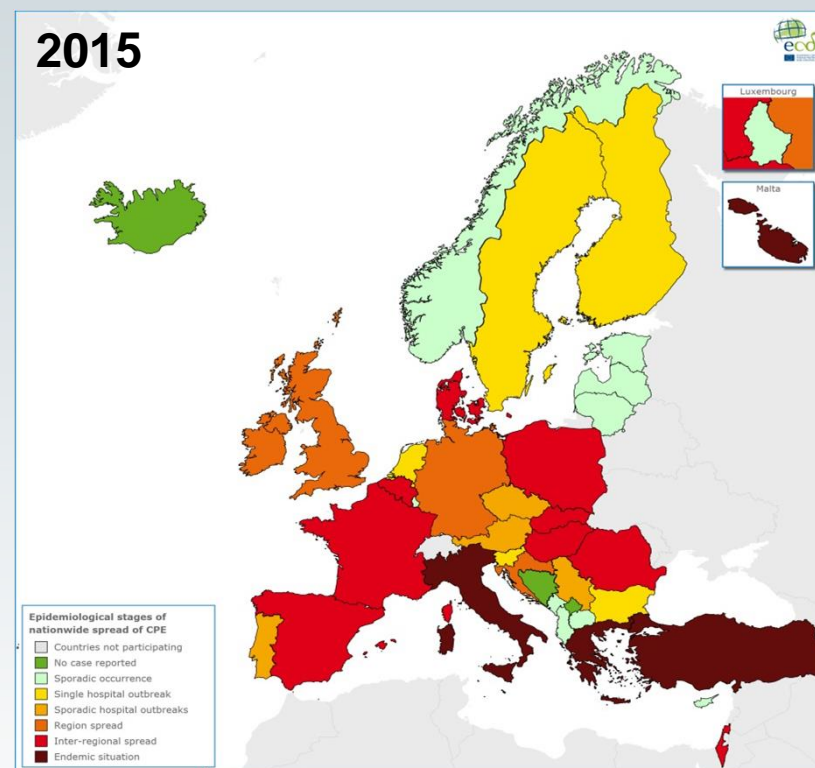 2015
Luxembourg
Malta
Epidemiological stages of
nationwide spread of CPE
Countries not participating
No case reported
Sporadic occurrence
Single hospital outbreak
Sporadic hospital outbreaks
Region spread
Inter-regional spread
Endemic situation